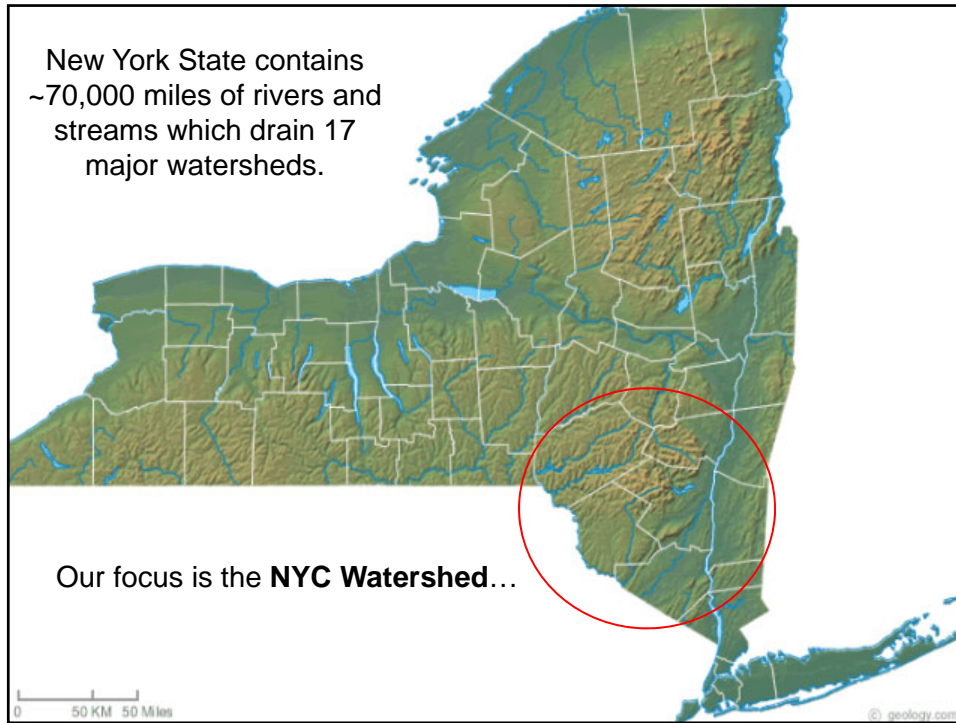 New York State contains
~70,000 miles of rivers and
streams which drain 17
major watersheds.
Our focus is the NYC Watershed…
0 50 KM 50 Miles
© geology.com